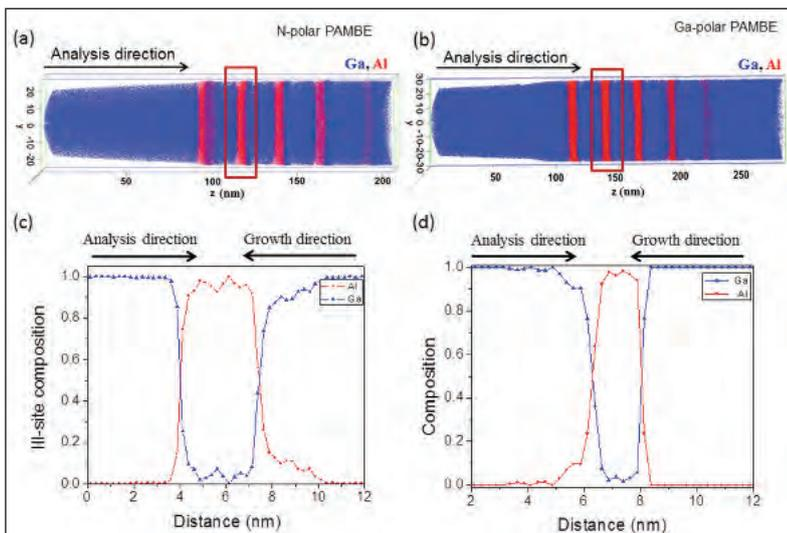 (a)
N-polar PAMBE
Analysis direction
Ga, Al
20
10
0
-10
-20
y
50
100
150
200
z (nm)
(b)
Ga-polar PAMBE
Analysis direction
Ga, Al
30
20
10
0
-10
-20
-30
y
50
100
150
200
250
z (nm)
(c)
Analysis direction
Growth direction
1.0
0.8
0.6
0.4
0.2
0.0
III-site composition
Al
Ga
0
2
4
6
8
10
12
Distance (nm)
(d)
Analysis direction
Growth direction
1.0
0.8
0.6
0.4
0.2
0.0
Composition
Ga
Al
2
4
6
8
10
12
Distance (nm)